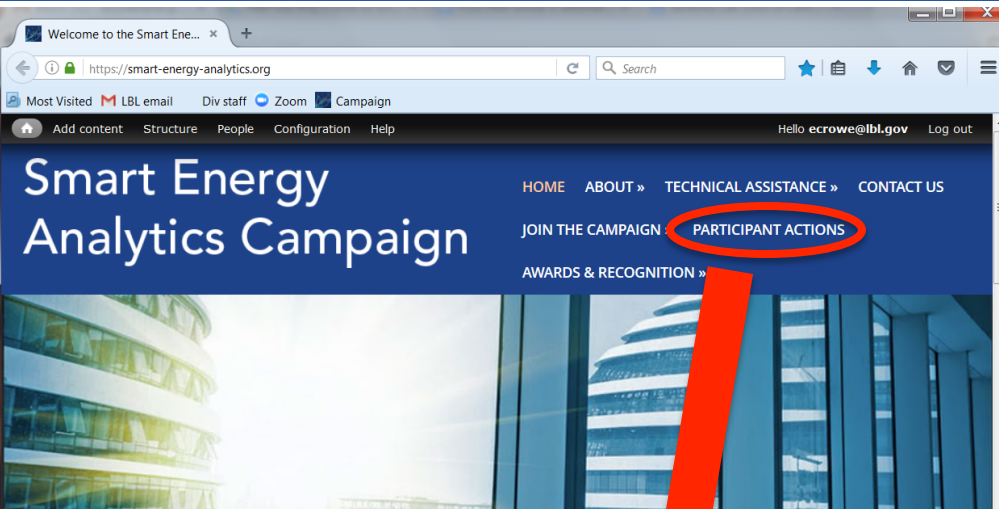 Welcome to the Smart Ene...
https://smart-energy-analytics.org
Search
Most Visited LBL email Div staff Zoom Campaign
Add content Structure People Configuration Help Hello ecrowe@lbl.gov Log out
Smart Energy
Analytics Campaign
HOME ABOUT » TECHNICAL ASSISTANCE » CONTACT US
JOIN THE CAMPAIGN » PARTICIPANT ACTIONS
AWARDS & RECOGNITION »